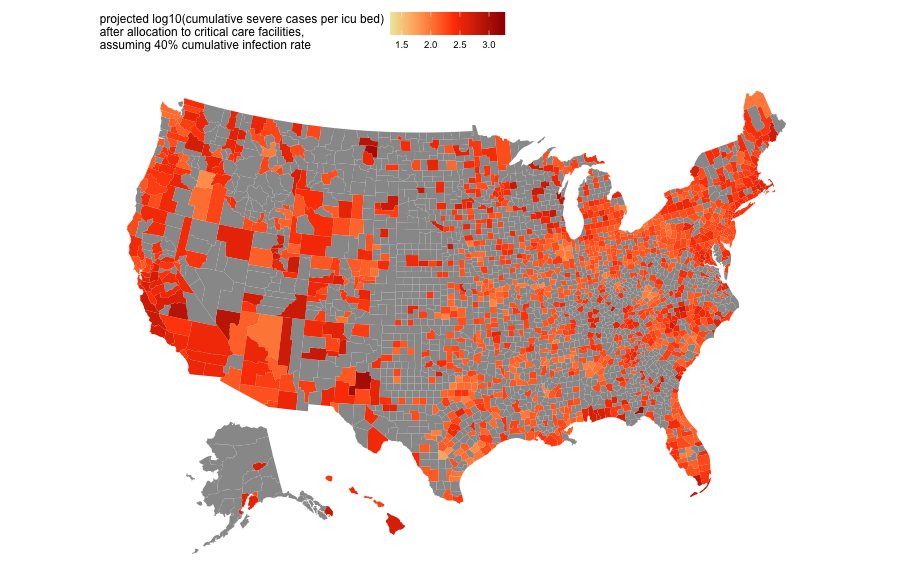 projected log10(cumulative severe cases per icu bed)
after allocation to critical care facilities,
assuming 40% cumulative infection rate
1.5 2.0 2.5 3.0